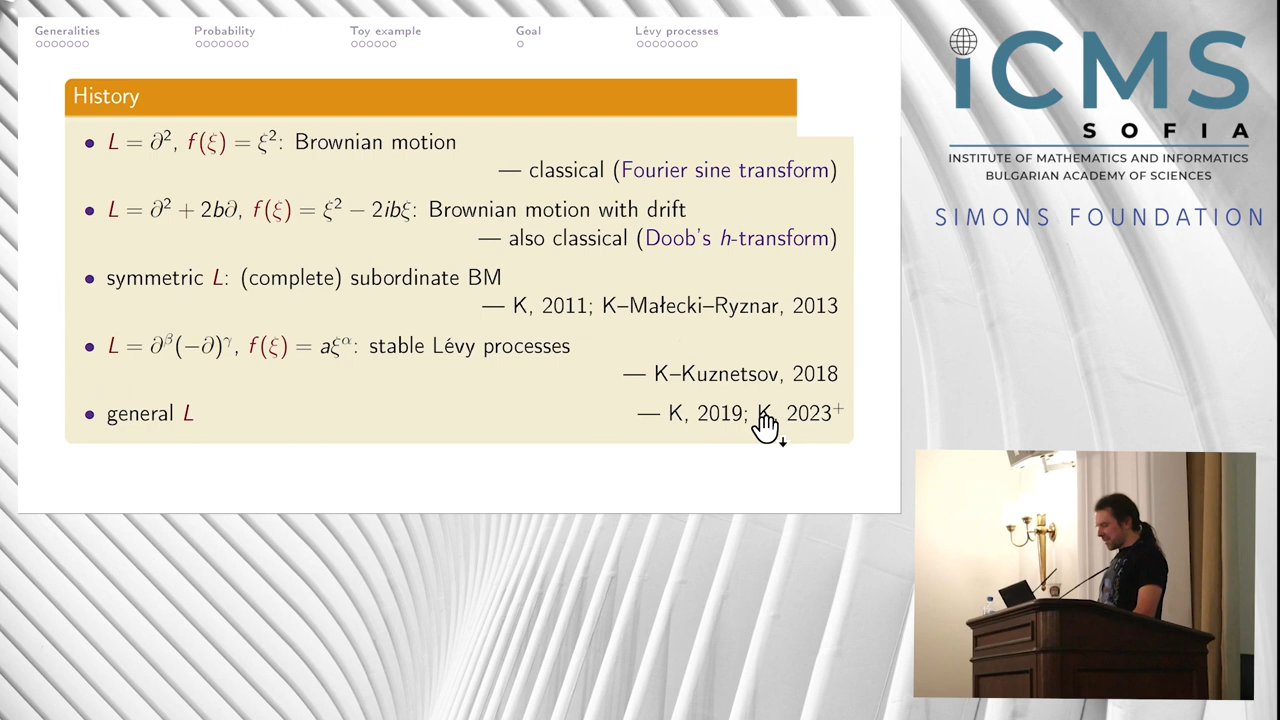 Generalities Probability Toy example Goal Lévy processes
History
• L = ∂², f(ξ) = ξ²: Brownian motion
— classical (Fourier sine transform)
• L = ∂² + 2b∂, f(ξ) = ξ² − 2ibξ: Brownian motion with drift
— also classical (Doob's h-transform)
• symmetric L: (complete) subordinate BM
— K, 2011; K–Małecki–Ryznar, 2013
• L = ∂^β(−∂)^γ, f(ξ) = aξ^α: stable Lévy processes
— K–Kuznetsov, 2018
• general L — K, 2019; K, 2023⁺
iCMS
SOFIA
INSTITUTE OF MATHEMATICS AND INFORMATICS
BULGARIAN ACADEMY OF SCIENCES
SIMONS FOUNDATION